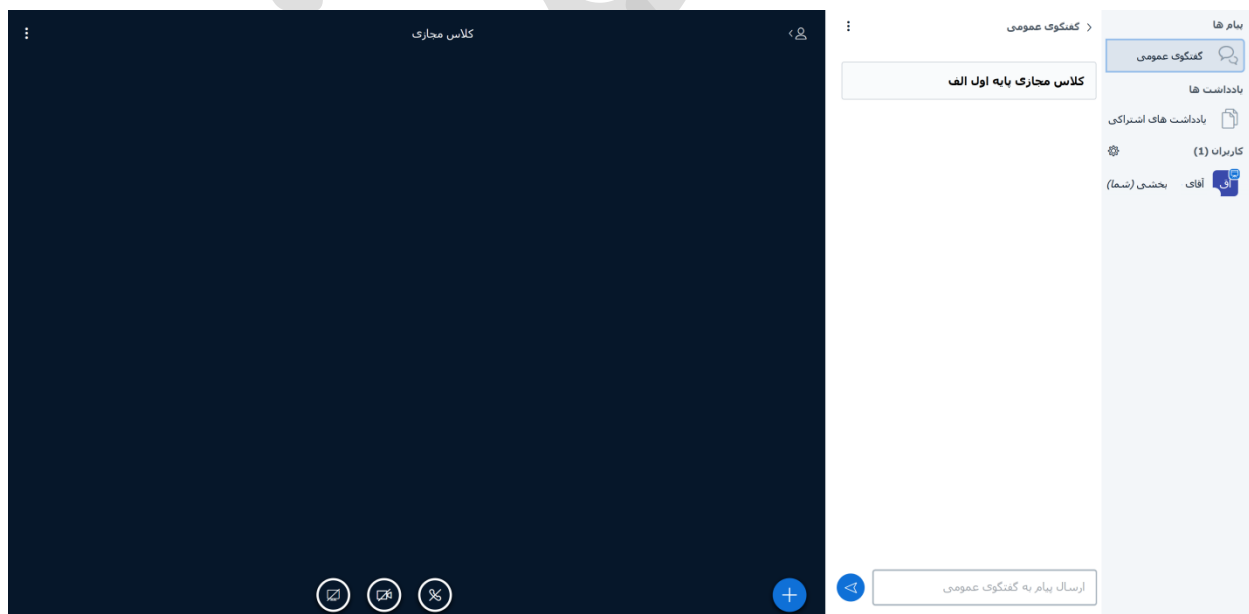 پیام ها
گفتگوی عمومی
یادداشت ها
یادداشت های اشتراکی
کاربران (1)
اق
آقای بخشی (شما)
گفتگوی عمومی
کلاس مجازی پایه اول الف
ارسال پیام به گفتگوی عمومی
کلاس مجازی